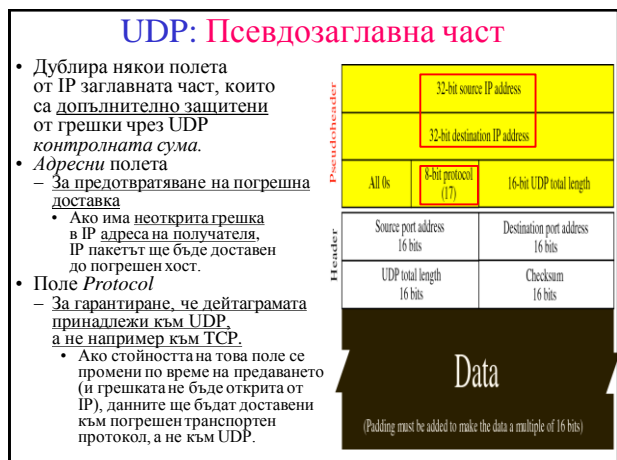 UDP: Псевдозаглавна част
• Дублира някои полета
от IP заглавната част, които
са допълнително защитени
от грешки чрез UDP
контролната сума.
• Адресни полета
– За предотвратяване на погрешна
доставка
• Ако има неоткрита грешка
в IP адреса на получателя,
IP пакетът ще бъде доставен
до погрешен хост.
• Поле Protocol
– За гарантиране, че дейтаграмата
принадлежи към UDP,
а не например към TCP.
• Ако стойността на това поле се
промени по време на предаването
(и грешката не бъде открита от
IP), данните ще бъдат доставени
към погрешен транспортен
протокол, а не към UDP.
Pseudoheader
32-bit source IP address
32-bit destination IP address
All 0s
8-bit protocol
(17)
16-bit UDP total length
Header
Source port address
16 bits
Destination port address
16 bits
UDP total length
16 bits
Checksum
16 bits
Data
(Padding must be added to make the data a multiple of 16 bits)